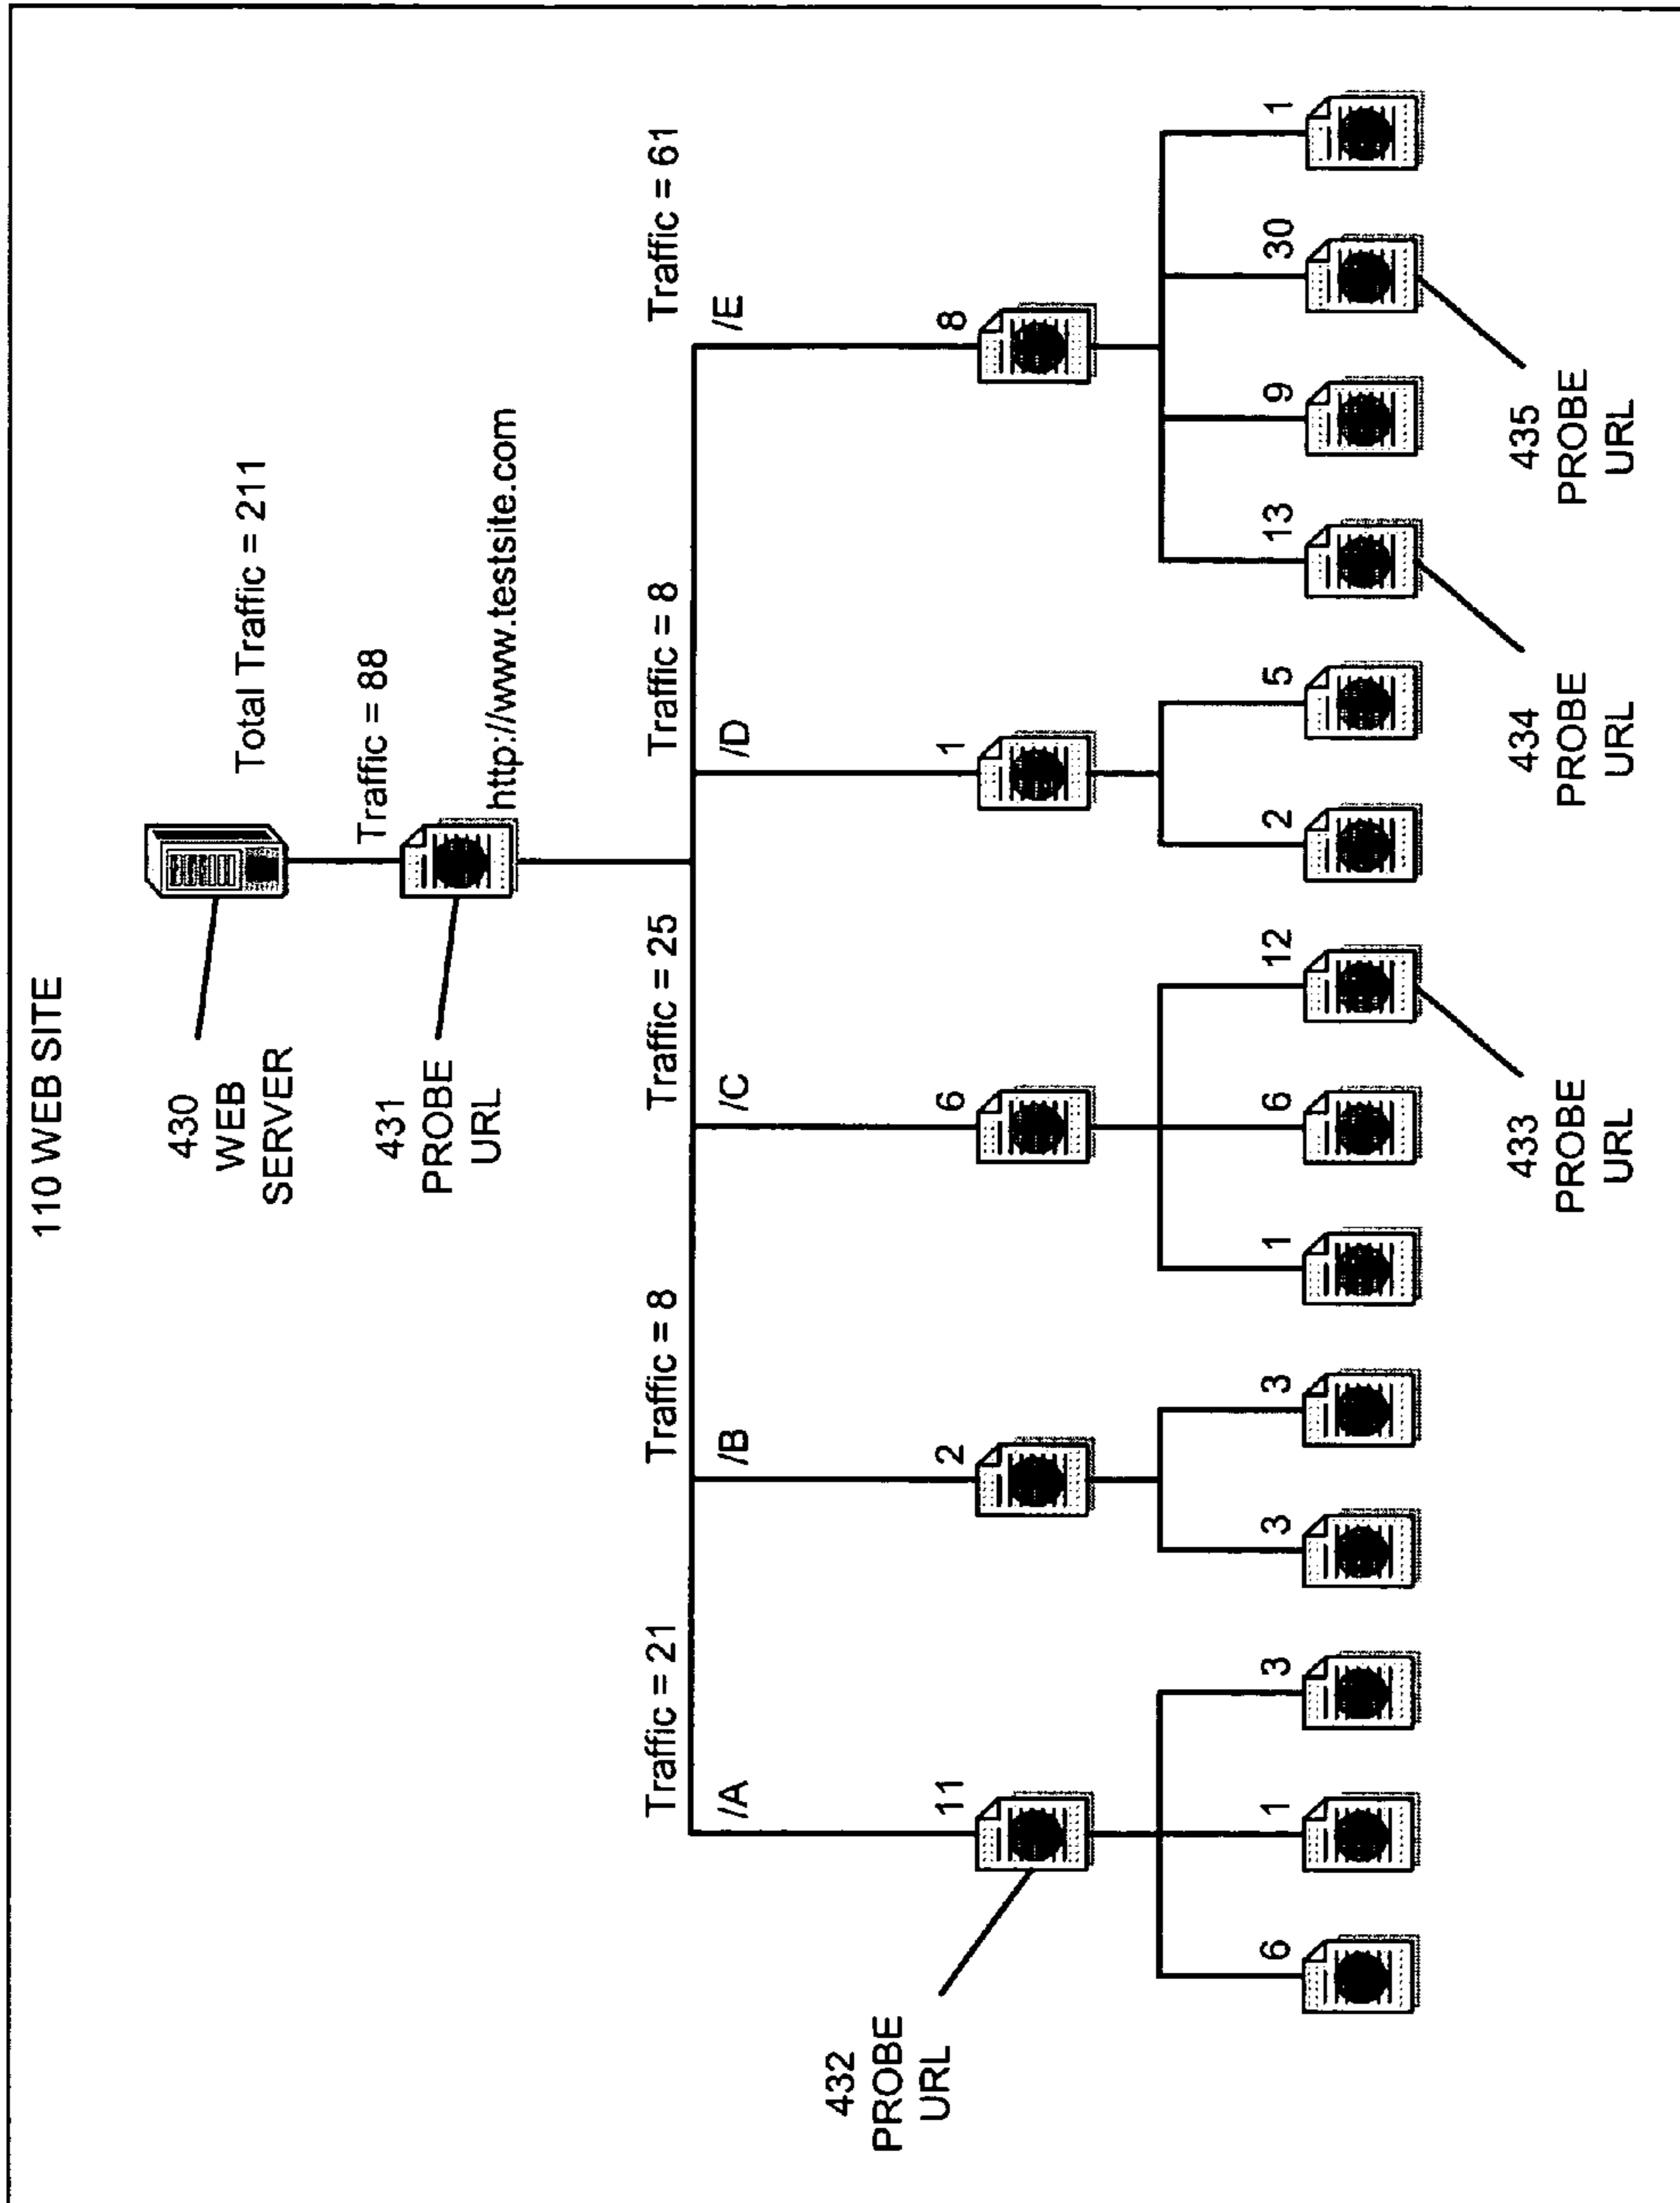 110 WEB SITE
430
WEB
SERVER
Total Traffic = 211
Traffic = 88
431
PROBE
URL
http://www.testsite.com
Traffic = 21
Traffic = 8
Traffic = 25
Traffic = 8
Traffic = 61
/A
/B
/C
/D
/E
432
PROBE
URL
11
2
6
1
8
6
1
3
3
3
1
6
12
2
5
13
9
30
1
433
PROBE
URL
434
PROBE
URL
435
PROBE
URL